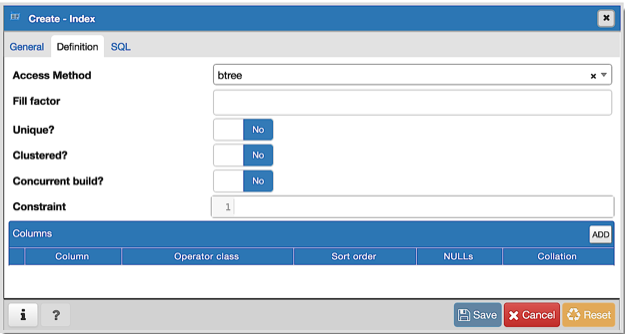 Create - Index
General Definition SQL
Access Method btree
Fill factor
Unique? No
Clustered? No
Concurrent build? No
Constraint 1
Columns ADD
Column Operator class Sort order NULLs Collation
i ? Save Cancel Reset